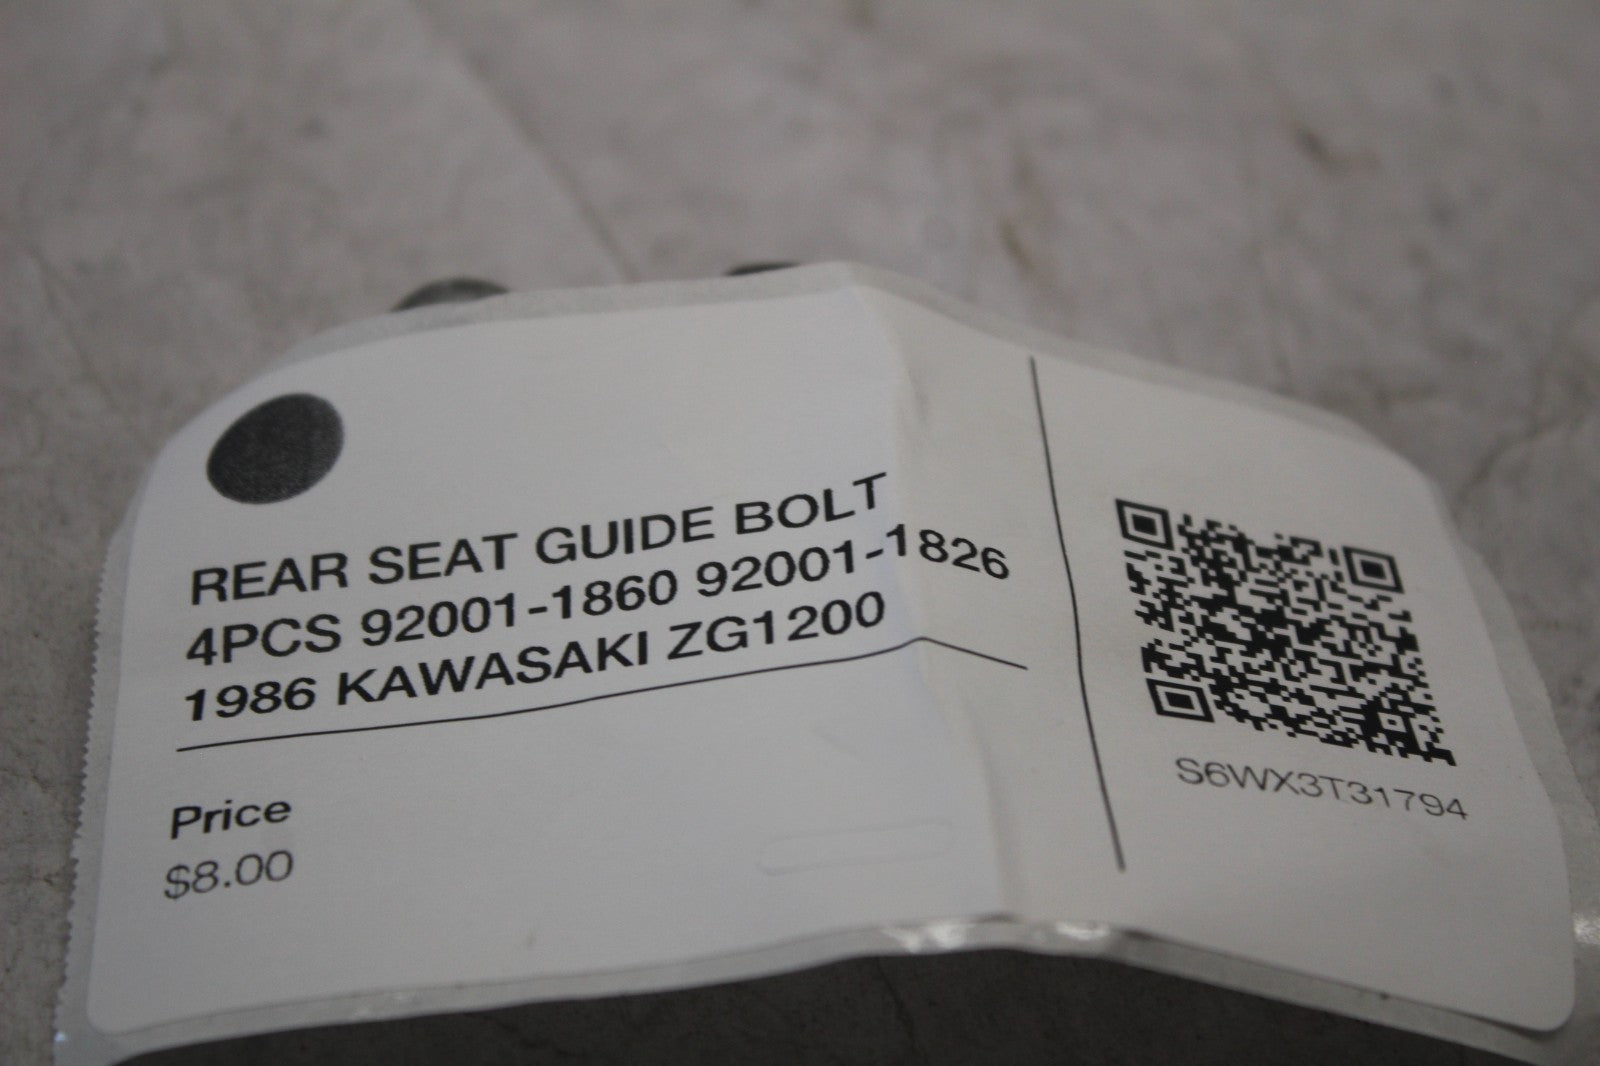 REAR SEAT GUIDE BOLT
4PCS 92001-1860 92001-1826
1986 KAWASAKI ZG1200
Price
$8.00
S6WX3T31794